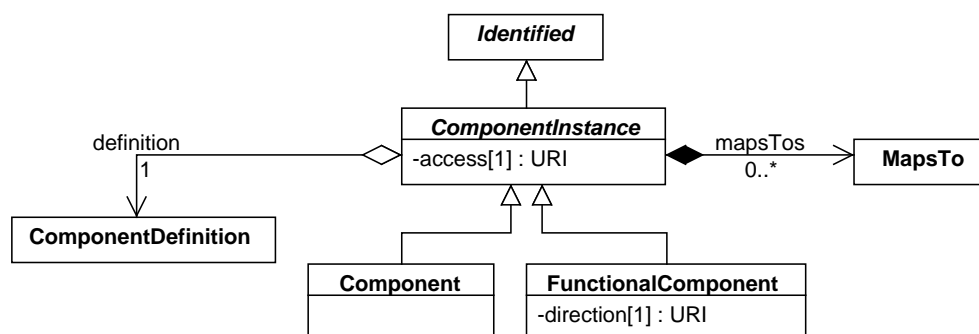 Identified
ComponentInstance
-access[1] : URI
definition
1
mapsTos
0..*
MapsTo
ComponentDefinition
Component
FunctionalComponent
-direction[1] : URI